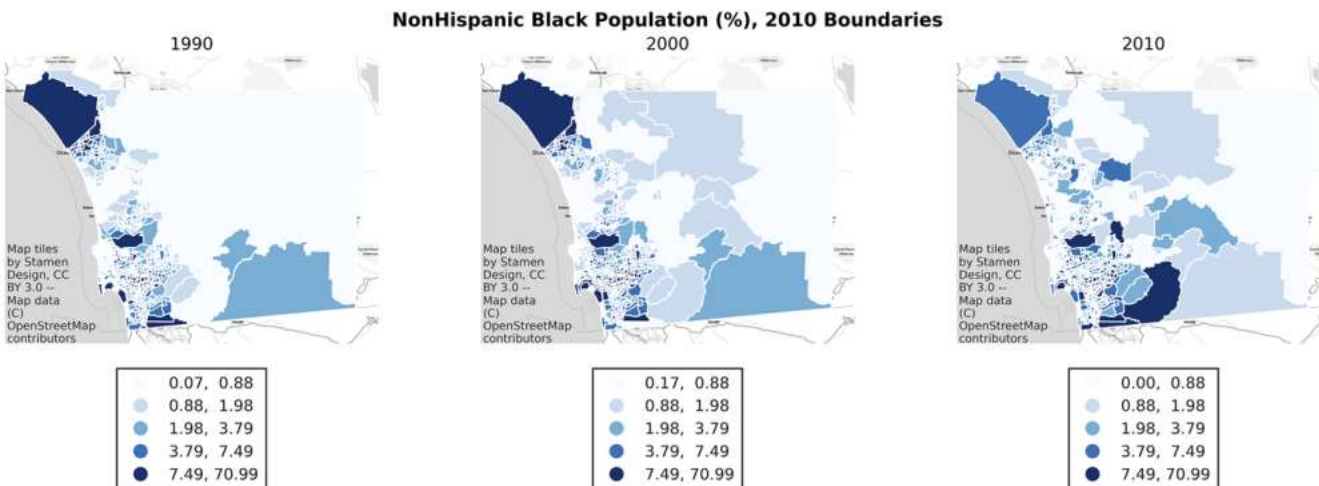 NonHispanic Black Population (%), 2010 Boundaries
1990
Map tiles
by Stamen
Design, CC
BY 3.0 --
Map data
(C)
OpenStreetMap
contributors
0.07, 0.88
0.88, 1.98
1.98, 3.79
3.79, 7.49
7.49, 70.99
2000
Map tiles
by Stamen
Design, CC
BY 3.0 --
Map data
(C)
OpenStreetMap
contributors
0.17, 0.88
0.88, 1.98
1.98, 3.79
3.79, 7.49
7.49, 70.99
2010
Map tiles
by Stamen
Design, CC
BY 3.0 --
Map data
(C)
OpenStreetMap
contributors
0.00, 0.88
0.88, 1.98
1.98, 3.79
3.79, 7.49
7.49, 70.99